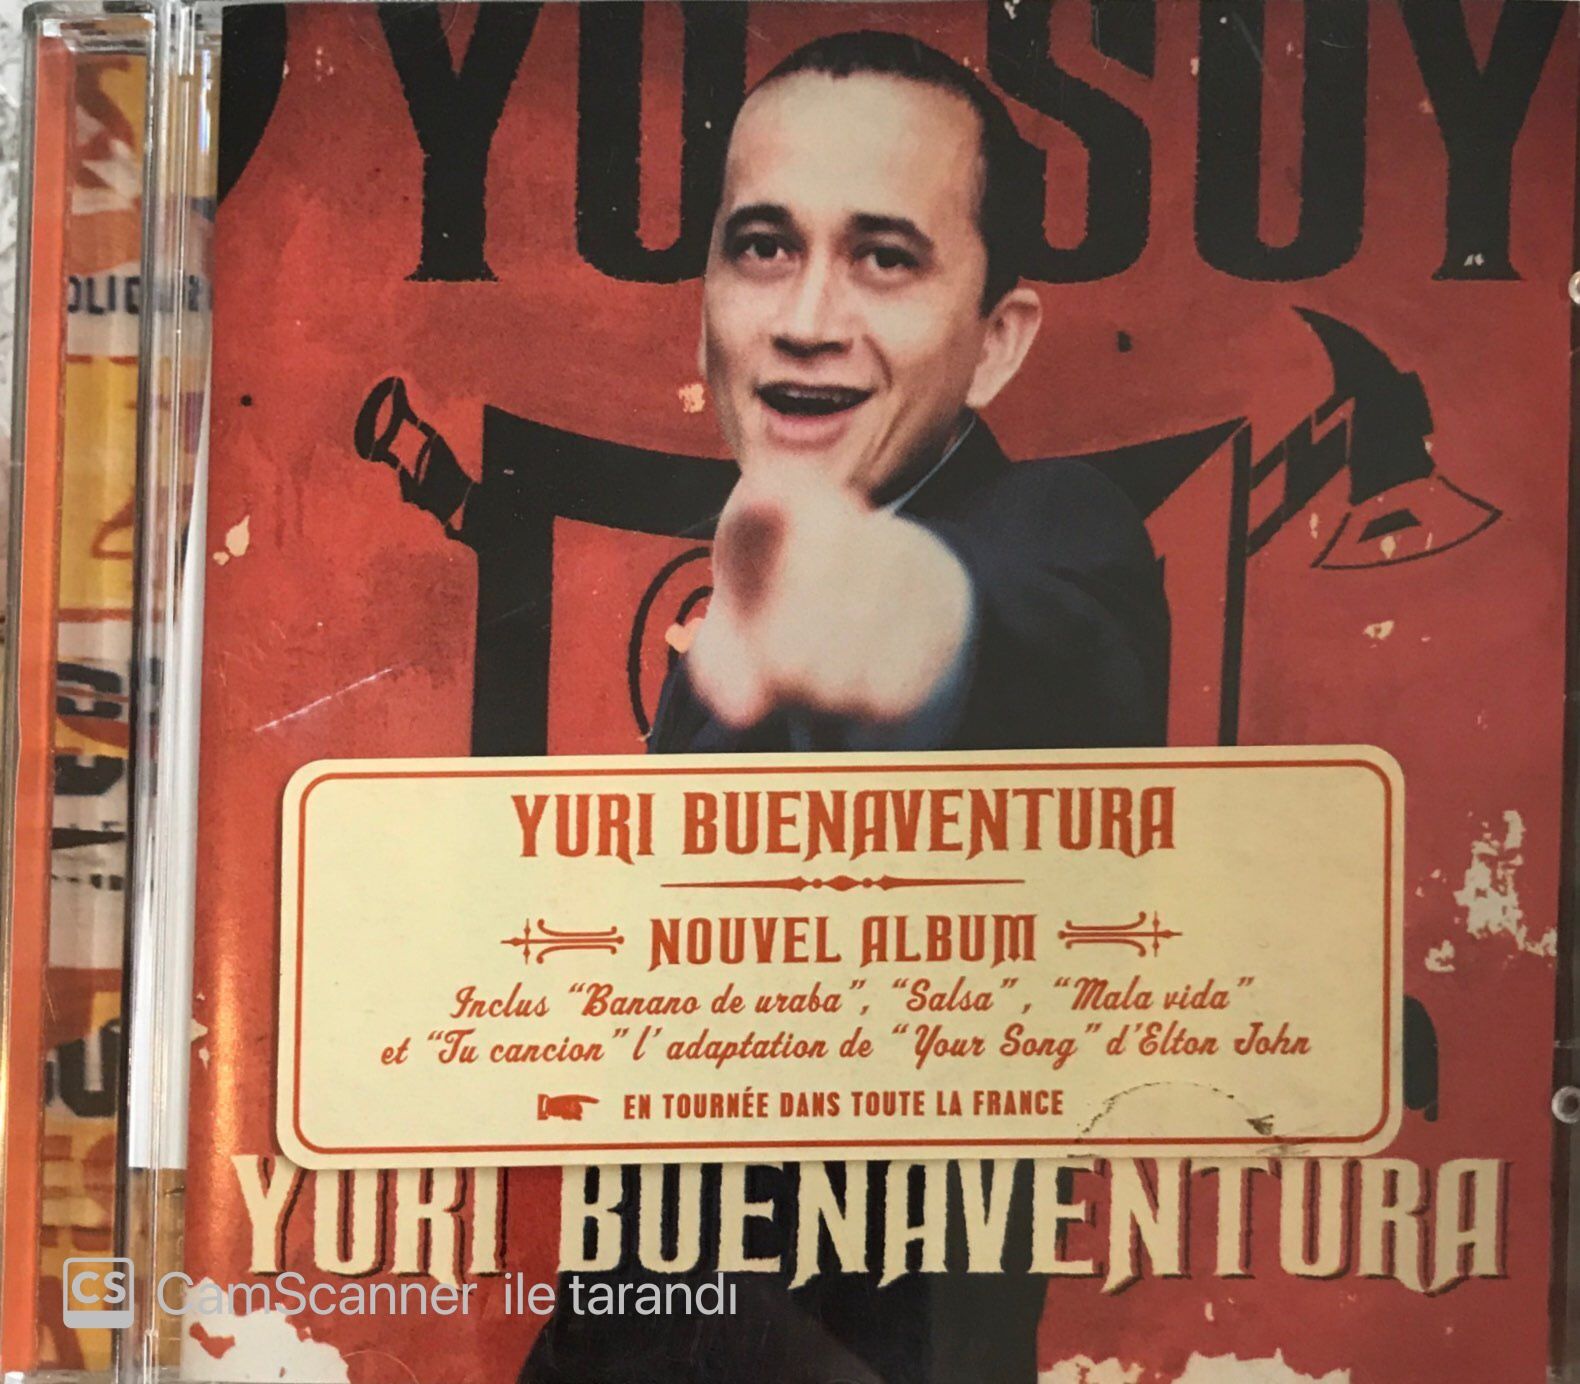 YO SOY
YURI BUENAVENTURA
NOUVEL ALBUM
Inclus "Banano de uraba", "Salsa", "Mala vida"
et "Tu cancion" l'adaptation de "Your Song" d'Elton John
EN TOURNÉE DANS TOUTE LA FRANCE
YURI BUENAVENTURA
CS CamScanner ile tarandı